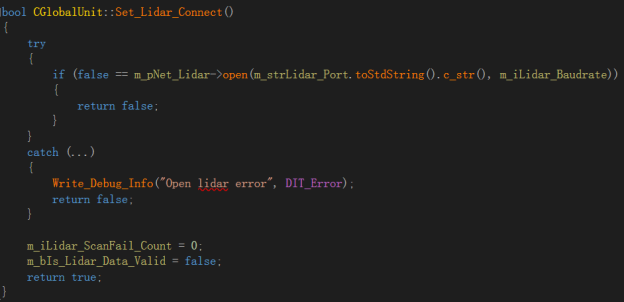 bool CGlobalUnit::Set_Lidar_Connect()
{
    try
    {
        if (false == m_pNet_Lidar->open(m_strLidar_Port.toStdString().c_str(), m_iLidar_Baudrate))
        {
            return false;
        }
    }
    catch (...)
    {
        Write_Debug_Info("Open lidar error", DIT_Error);
        return false;
    }

    m_iLidar_ScanFail_Count = 0;
    m_bIs_Lidar_Data_Valid = false;
    return true;
}